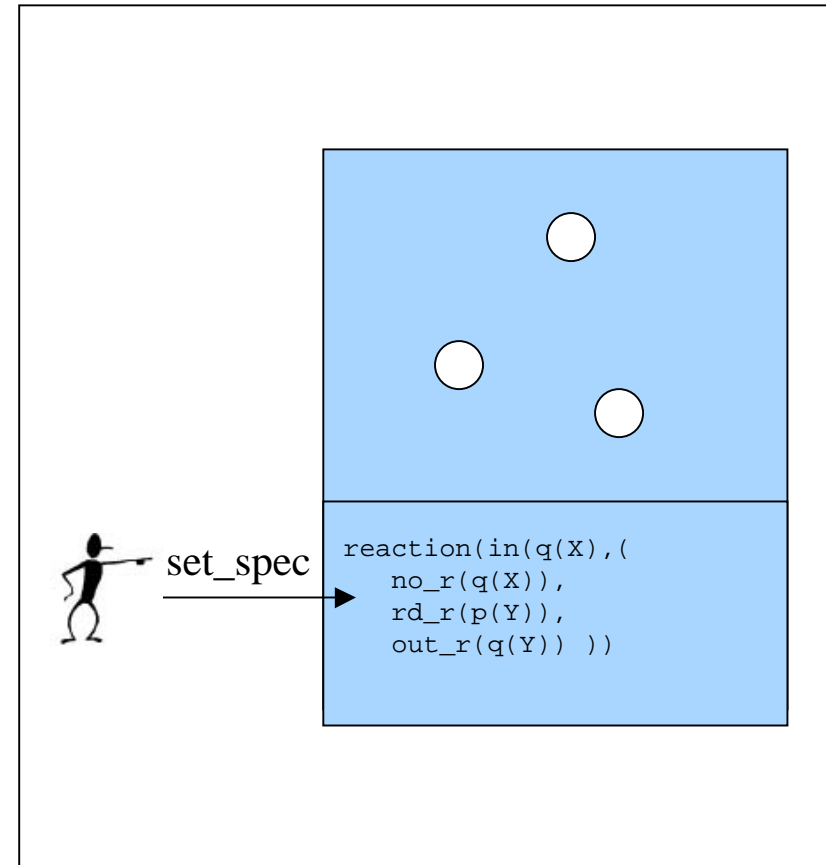 set_spec
reaction(in(q(X),(
no_r(q(X)),
rd_r(p(Y)),
out_r(q(Y)) ))